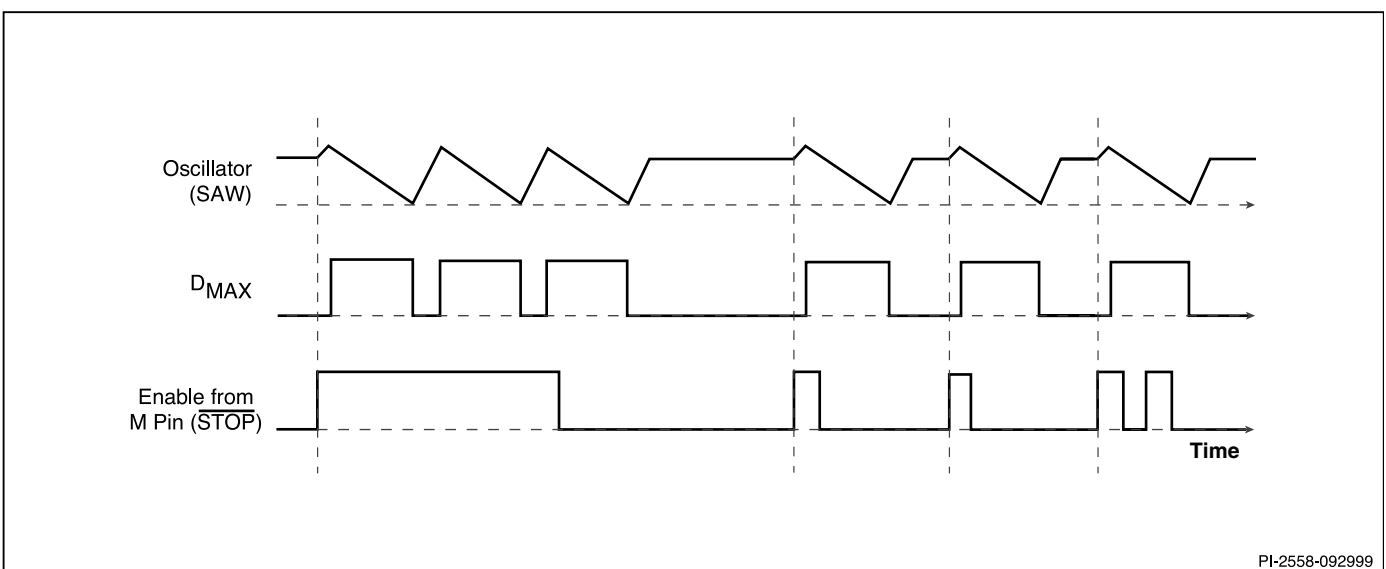 Oscillator
(SAW)
DMAX
Enable from
M Pin (STOP)
Time
PI-2558-092999